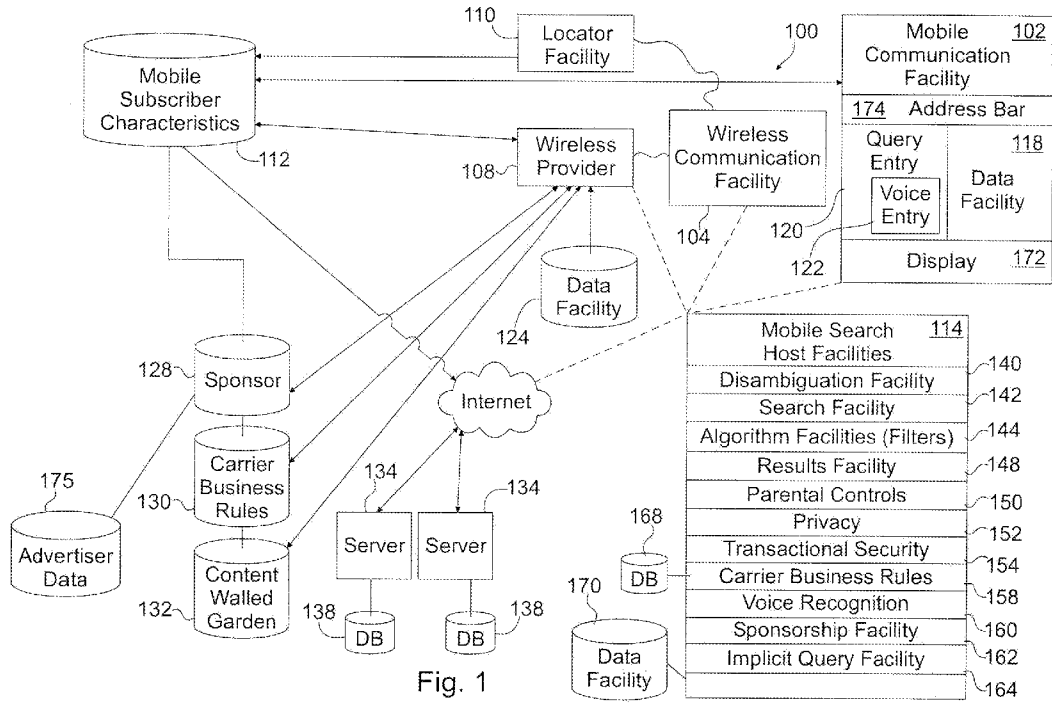 110
Locator
Facility
100
Mobile
Communication
Facility
102
Mobile
Subscriber
Characteristics
112
174
Address Bar
Wireless
Provider
108
Wireless
Communication
Facility
104
Query
Entry
Voice
Entry
118
Data
Facility
120
122
Display
172
Data
Facility
124
128
Sponsor
Internet
Mobile Search
Host Facilities
114
140
Disambiguation Facility
142
Search Facility
Algorithm Facilities (Filters)
144
Results Facility
148
Parental Controls
150
Privacy
152
Transactional Security
154
Carrier Business Rules
158
Voice Recognition
160
Sponsorship Facility
162
Implicit Query Facility
164
168
DB
170
Data
Facility
Carrier
Business
Rules
130
134
134
Server
Server
175
Advertiser
Data
Content
Walled
Garden
132
138
DB
DB
138
Fig. 1